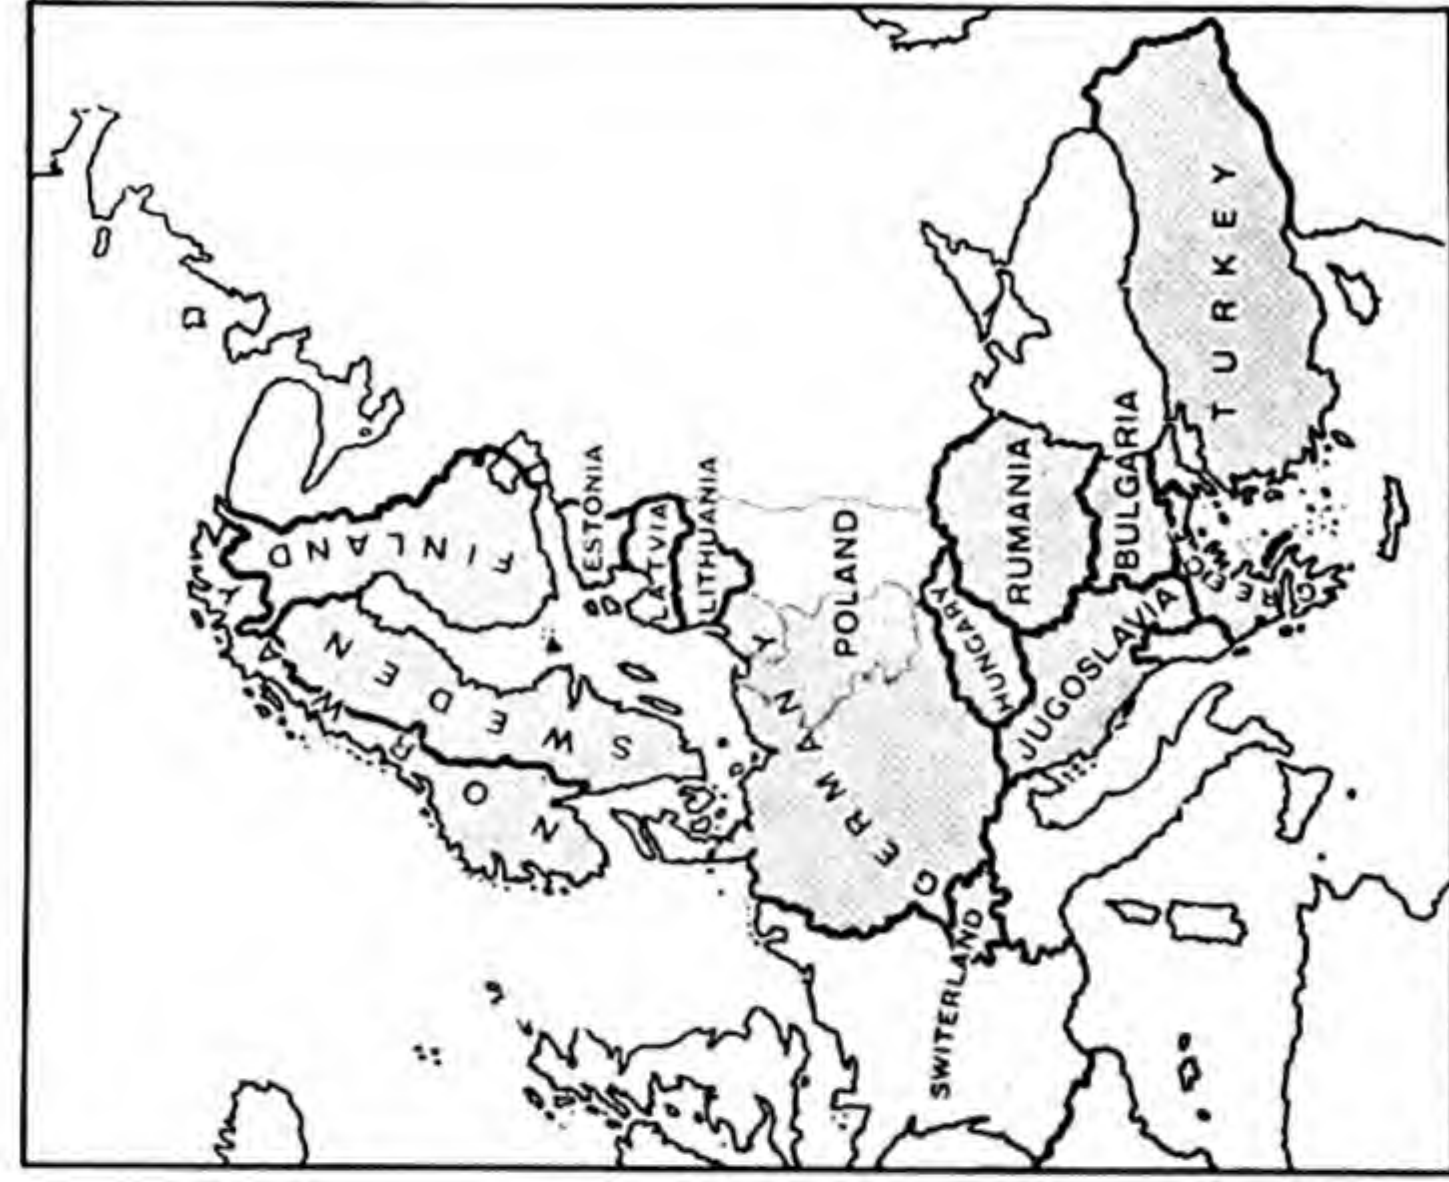 NORWAY
SWEDEN
FINLAND
ESTONIA
LATVIA
LITHUANIA
POLAND
GERMANY
SWITERLAND
HUNGARY
RUMANIA
JUGOSLAVIA
BULGARIA
GREECE
TURKEY